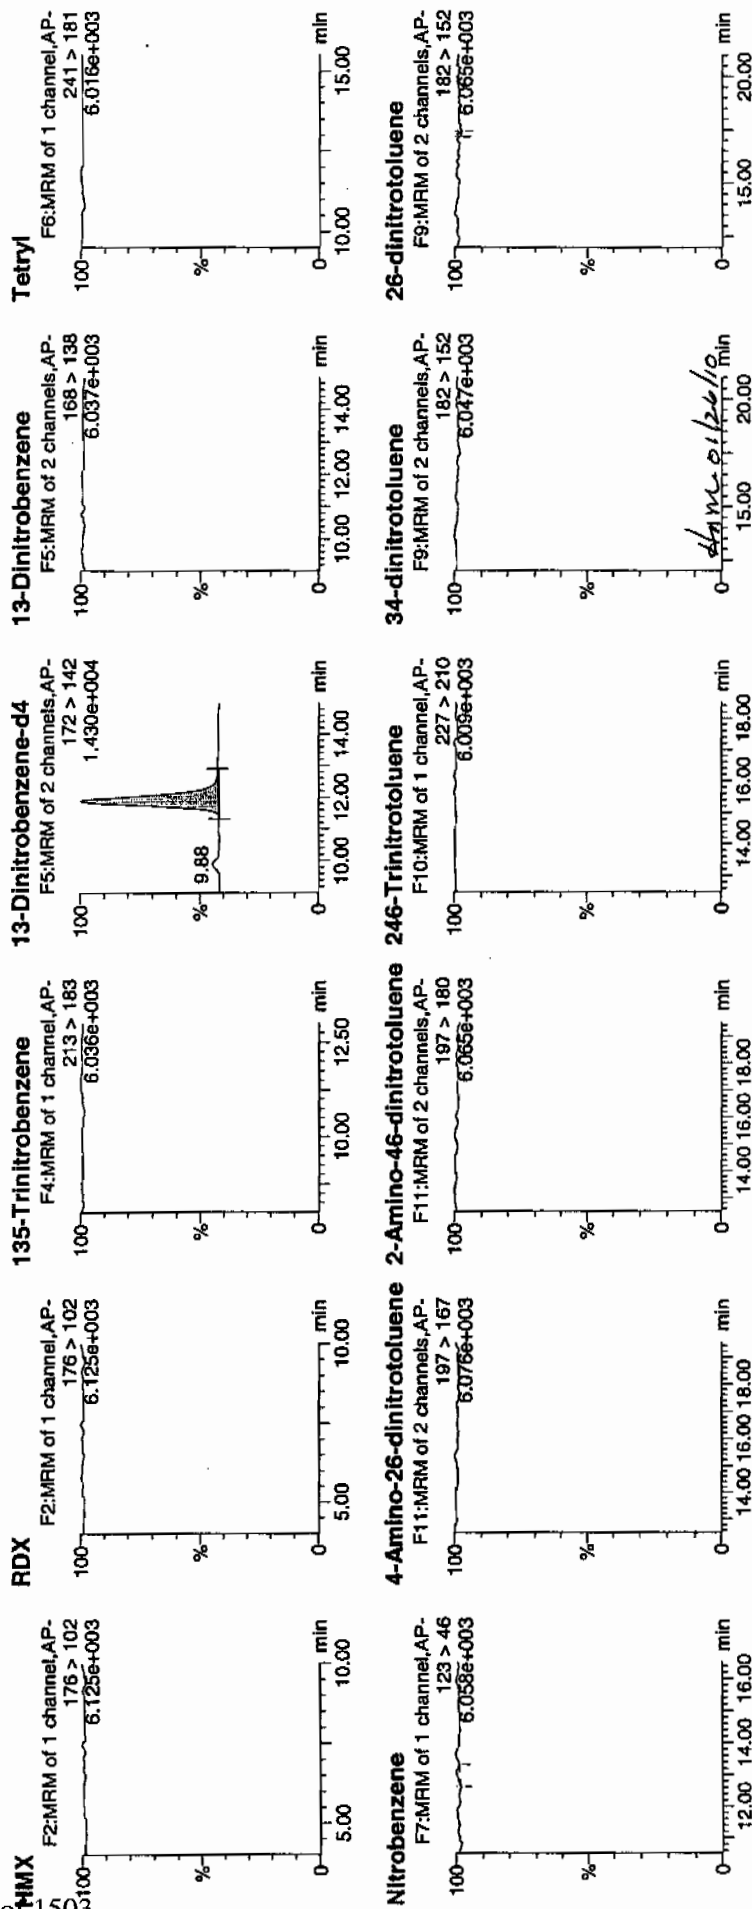 HMX
F2:MRM of 1 channel,AP-
176 > 102
6.125e+003
100
%
0
5.00 10.00 min
RDX
F2:MRM of 1 channel,AP-
176 > 102
6.125e+003
100
%
0
5.00 10.00 min
135-Trinitrobenzene
F4:MRM of 1 channel,AP-
213 > 183
6.036e+003
100
%
0
10.00 12.50 min
13-Dinitrobenzene-d4
F5:MRM of 2 channels,AP-
172 > 142
1.430e+004
100
%
9.88
0
10.00 12.00 14.00 min
13-Dinitrobenzene
F5:MRM of 2 channels,AP-
168 > 138
6.037e+003
100
%
0
10.00 12.00 14.00 min
Tetryl
F6:MRM of 1 channel,AP-
241 > 181
6.016e+003
100
%
0
10.00 15.00 min
Nitrobenzene
F7:MRM of 1 channel,AP-
123 > 46
6.058e+003
100
%
0
12.00 14.00 16.00 min
4-Amino-26-dinitrotoluene
F11:MRM of 2 channels,AP-
197 > 167
6.076e+003
100
%
0
14.00 16.00 18.00 min
2-Amino-46-dinitrotoluene
F11:MRM of 2 channels,AP-
197 > 180
6.065e+003
100
%
0
14.00 16.00 18.00 min
246-Trinitrotoluene
F10:MRM of 1 channel,AP-
227 > 210
6.009e+003
100
%
0
14.00 16.00 18.00 min
34-dinitrotoluene
F9:MRM of 2 channels,AP-
182 > 152
6.047e+003
100
%
01/26/10
0
15.00 20.00 min
26-dinitrotoluene
F9:MRM of 2 channels,AP-
182 > 152
6.065e+003
100
%
0
15.00 20.00 min
1503